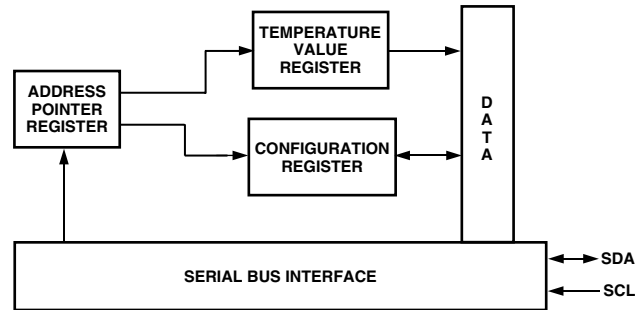 TEMPERATURE
VALUE
REGISTER
ADDRESS
POINTER
REGISTER
CONFIGURATION
REGISTER
D
A
T
A
SERIAL BUS INTERFACE
SDA
SCL